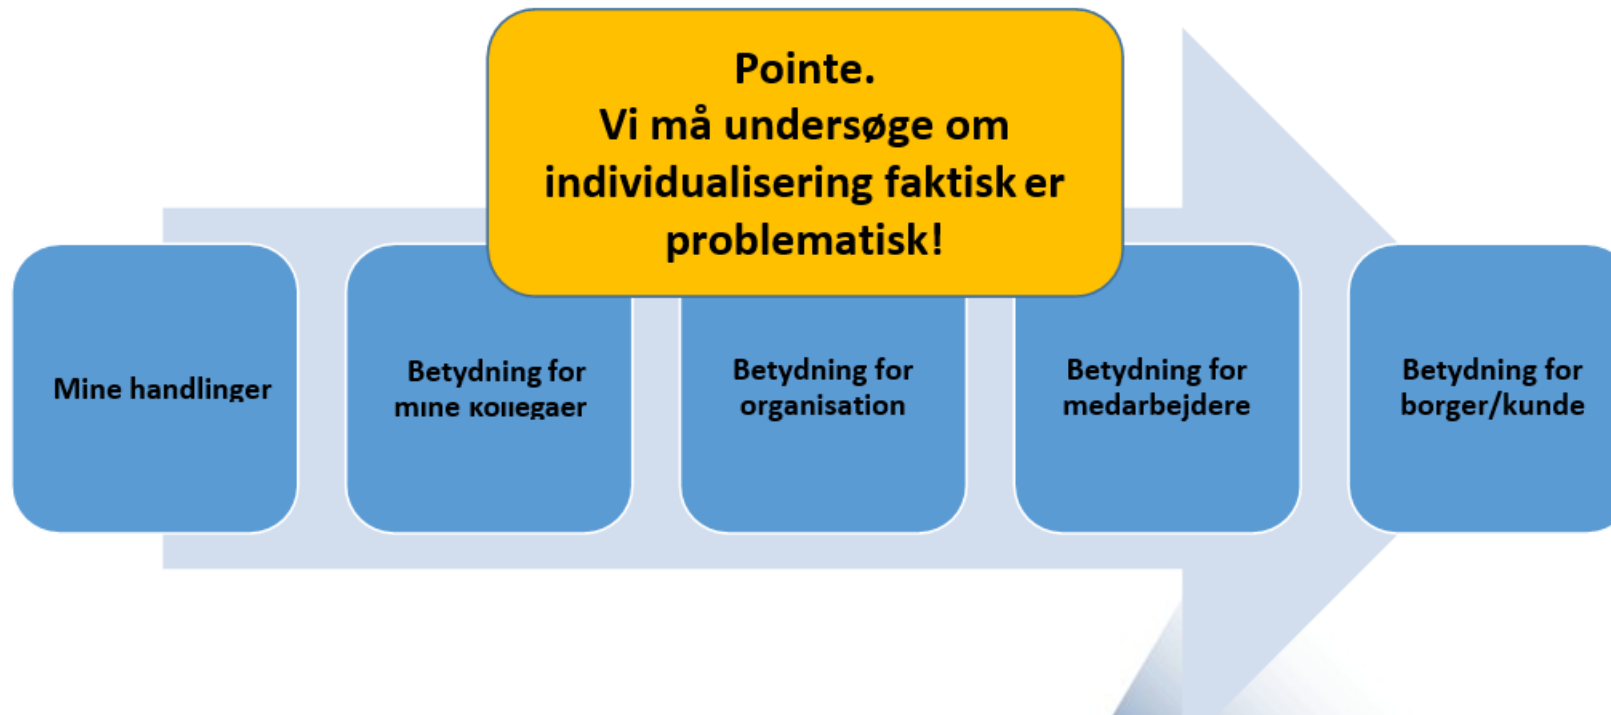 Pointe.
Vi må undersøge om
individualisering faktisk er
problematisk!
Mine handlinger
Betydning for
mine kollegaer
Betydning for
organisation
Betydning for
medarbejdere
Betydning for
borger/kunde